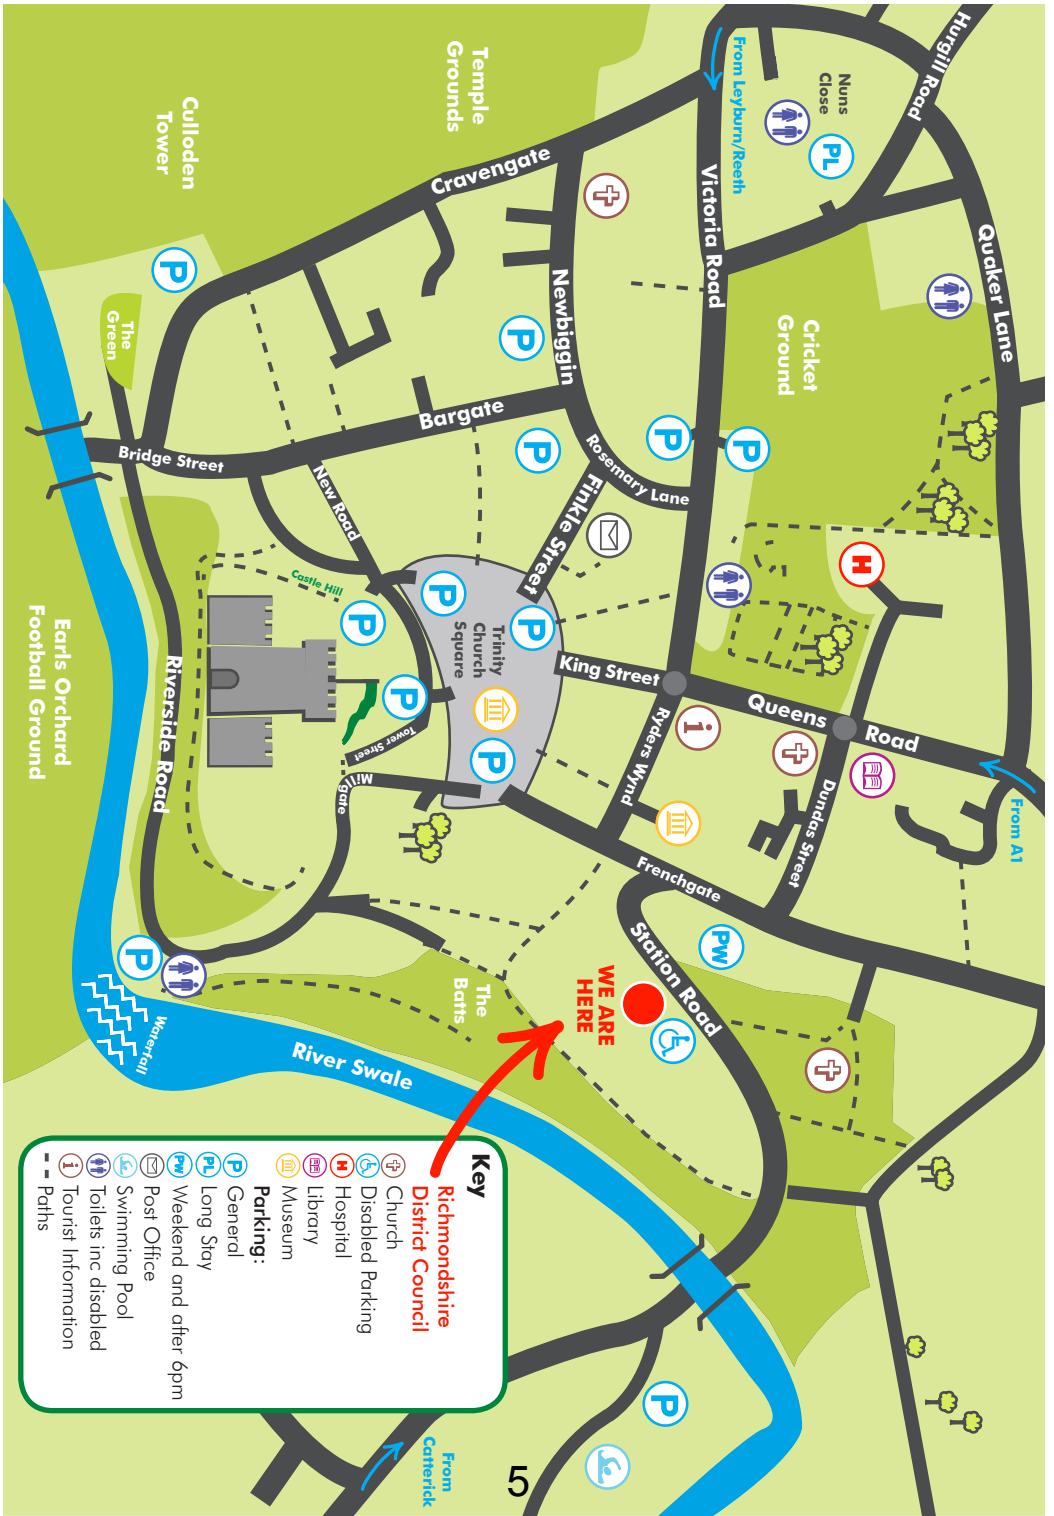 Hurgill Road
From Leyburn/Reeth
Nuns
Close
PL
Temple
Grounds
Culloden
Tower
Cravengate
Victoria Road
Quaker Lane
Newbiggin
Cricket
Ground
P
The
Green
P
Bargate
P
P
P
Bridge Street
Rosemary Lane
P
New Road
Finkle Street
H
Castle Hill
P
P
Trinity
Church
Square
P
King Street
Queens Road
Earls Orchard
Football Ground
Riverside Road
P
Tower Street
Ryders Wynd
i
P
Millgate
Dundas Street
From A1
Frenchgate
PW
Station Road
P
The
Batts
WE ARE
HERE
Waterfall
River Swale
Key
Richmondshire
District Council
Church
Disabled Parking
H Hospital
Library
Museum
Parking:
P General
PL Long Stay
PW Weekend and after 6pm
Post Office
Swimming Pool
Toilets inc disabled
i Tourist Information
Paths
P
From
Catterick
5